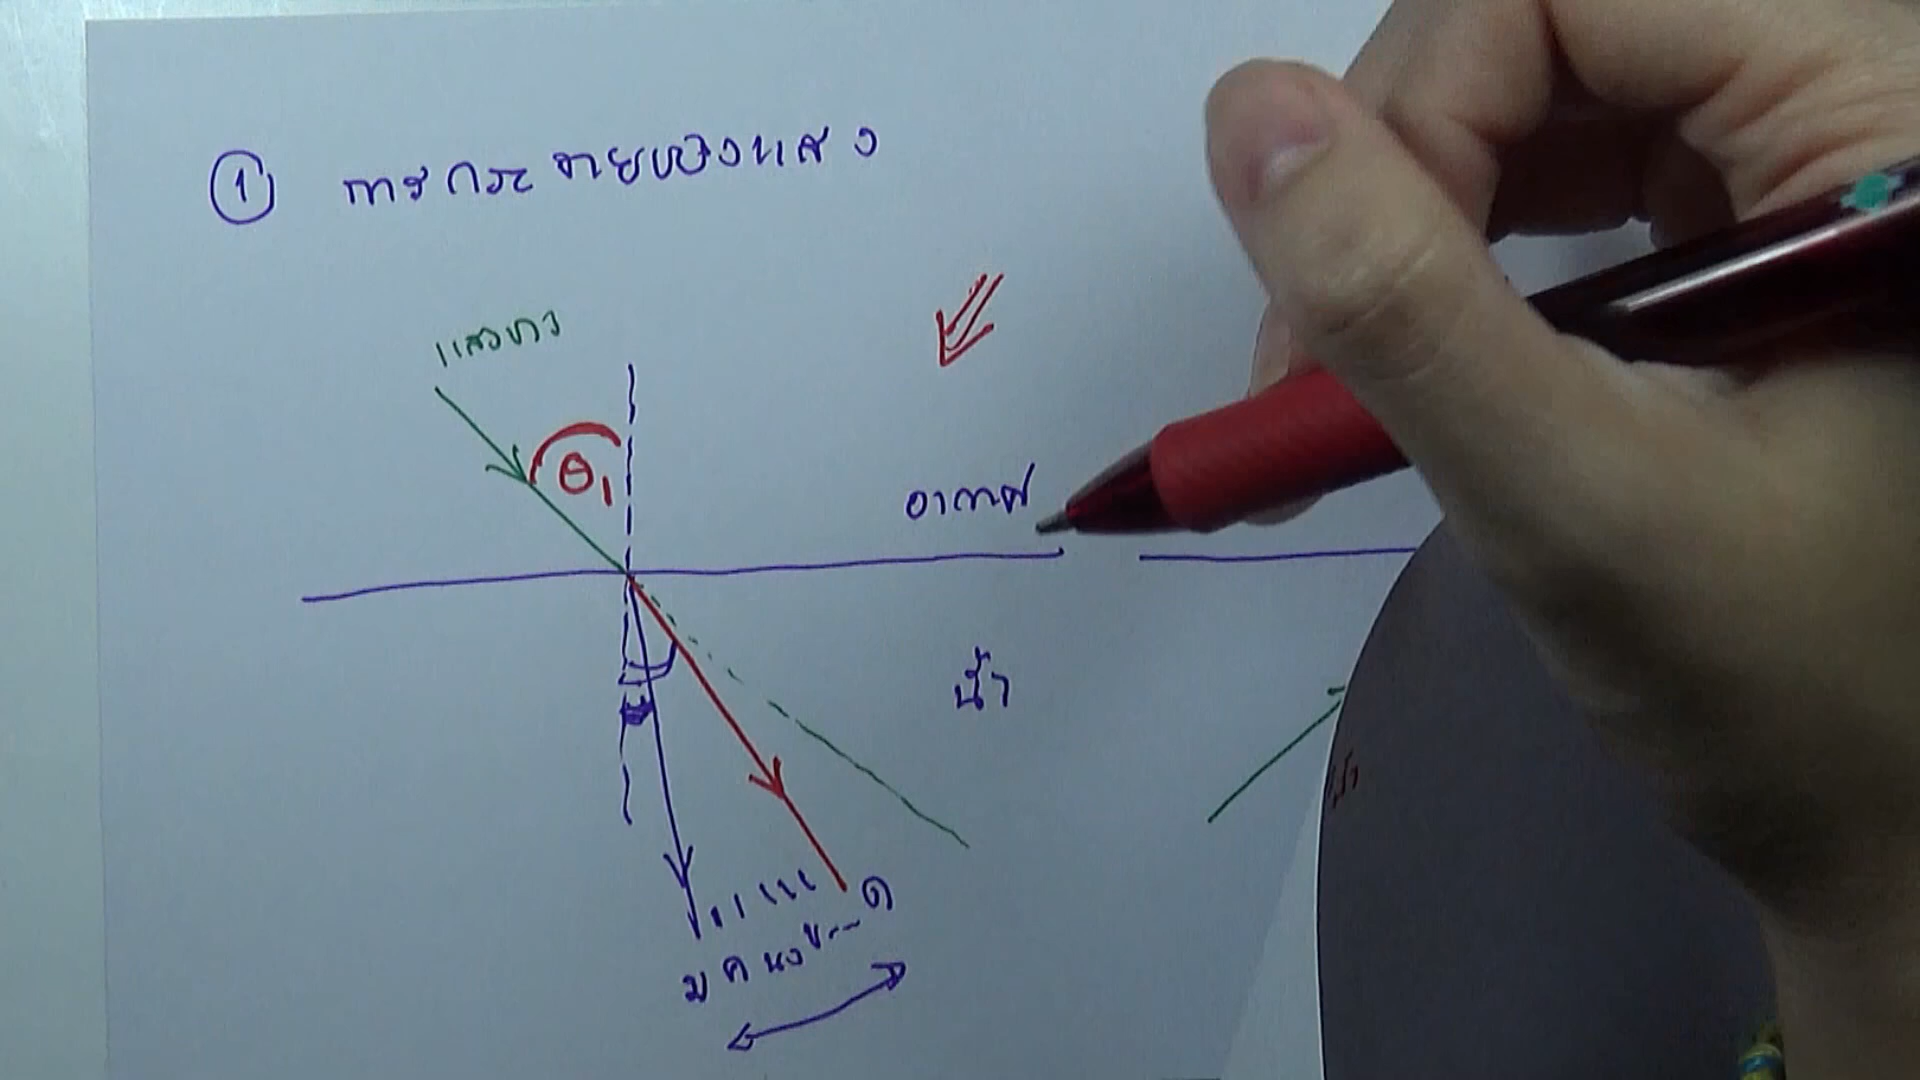 ① การกระจายของแสง
แสงขาว
θ₁
อากาศ
น้ำ
ม ค น ง ข ... ด